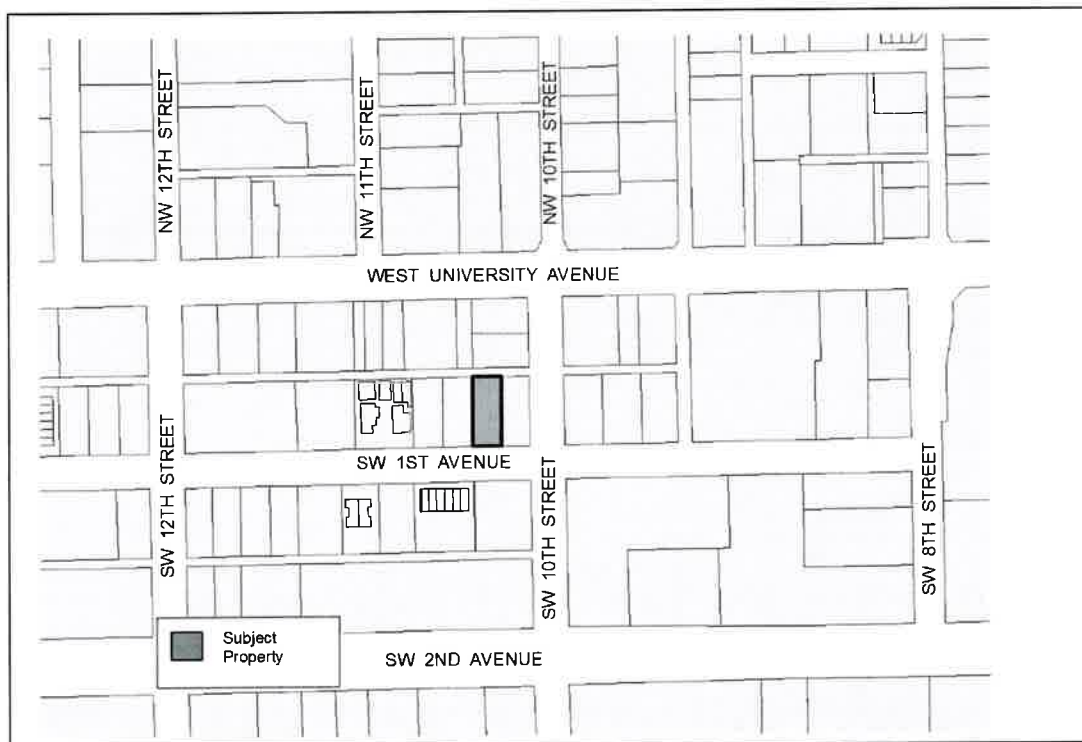 NW 12TH STREET
NW 11TH STREET
NW 10TH STREET
WEST UNIVERSITY AVENUE
SW 1ST AVENUE
SW 12TH STREET
SW 10TH STREET
SW 8TH STREET
Subject
Property
SW 2ND AVENUE